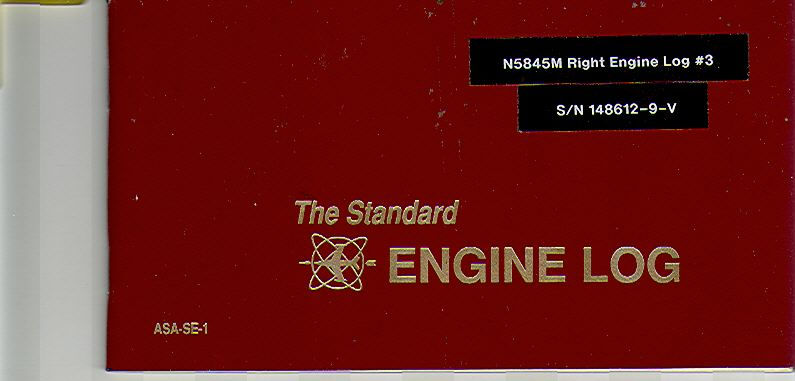 N5845M Right Engine Log #3
S/N 148612-9-V
The Standard
ENGINE LOG
ASA-SE-1